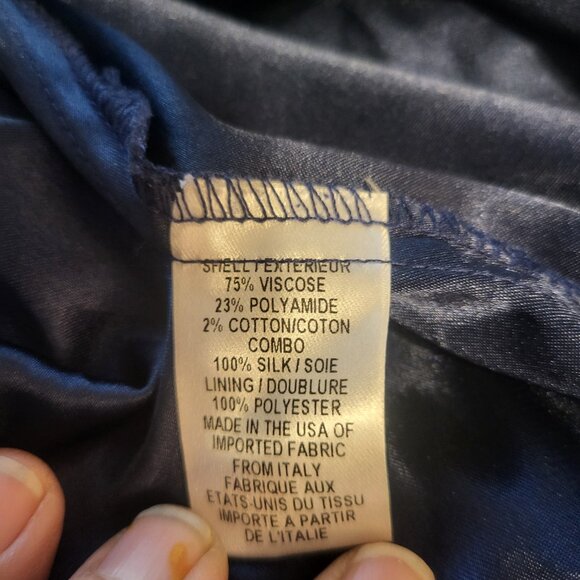 SHELL / EXTERIEUR
75% VISCOSE
23% POLYAMIDE
2% COTTON/COTON
COMBO
100% SILK / SOIE
LINING / DOUBLURE
100% POLYESTER
MADE IN THE USA OF
IMPORTED FABRIC
FROM ITALY
FABRIQUE AUX
ETATS-UNIS DU TISSU
IMPORTE A PARTIR
DE L'ITALIE